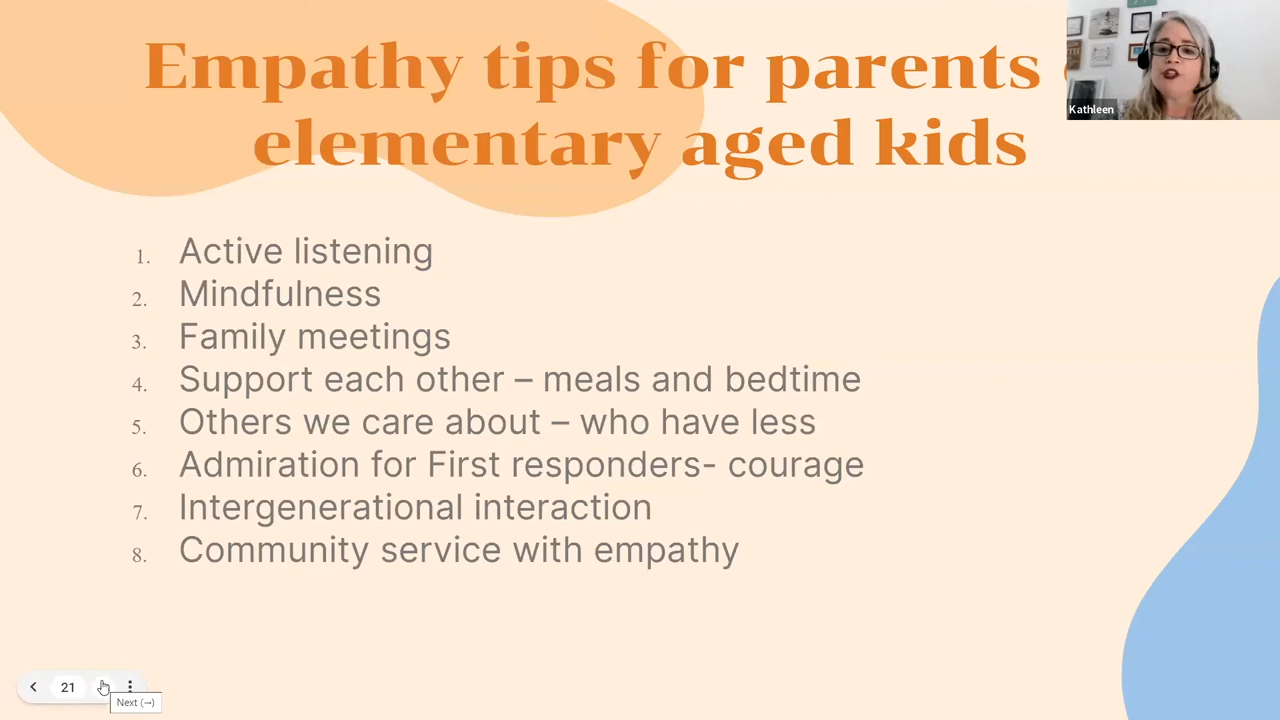 Empathy tips for parents
elementary aged kids
Kathleen
1. Active listening
2. Mindfulness
3. Family meetings
4. Support each other – meals and bedtime
5. Others we care about – who have less
6. Admiration for First responders- courage
7. Intergenerational interaction
8. Community service with empathy
21
Next (→)